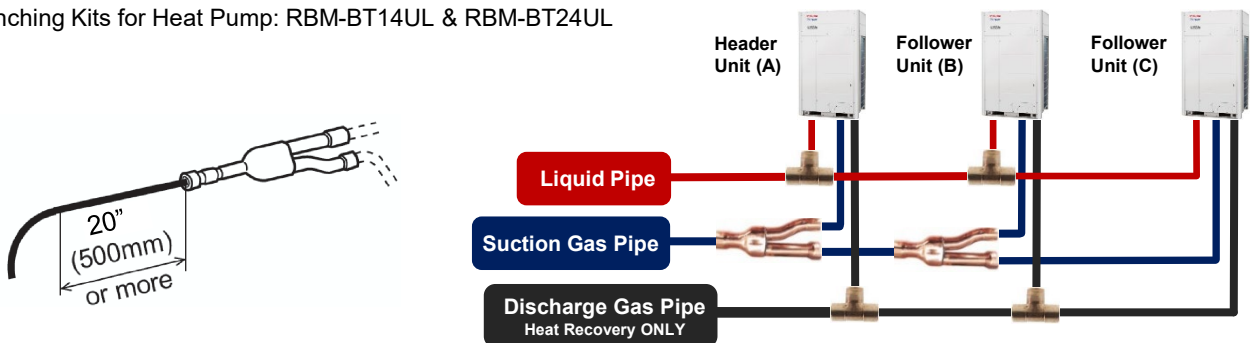 nching Kits for Heat Pump: RBM-BT14UL & RBM-BT24UL
20”
(500mm)
or more
Header
Unit (A)
Follower
Unit (B)
Follower
Unit (C)
Liquid Pipe
Suction Gas Pipe
Discharge Gas Pipe
Heat Recovery ONLY